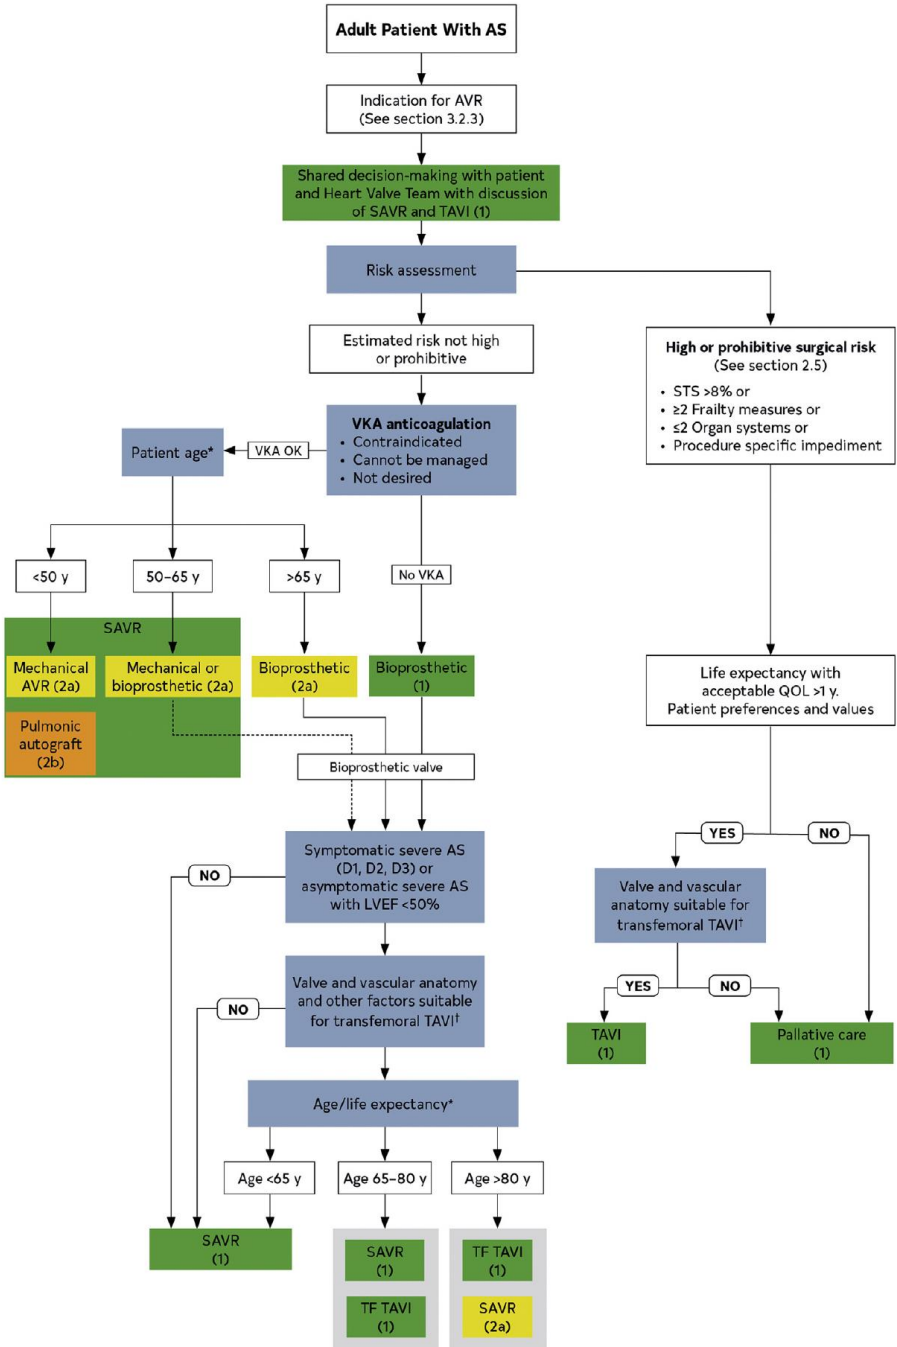 Adult Patient With AS
Indication for AVR
(See section 3.2.3)
Shared decision-making with patient
and Heart Valve Team with discussion
of SAVR and TAVI (1)
Risk assessment
Estimated risk not high
or prohibitive
High or prohibitive surgical risk
(See section 2.5)
• STS >8% or
• ≥2 Frailty measures or
• ≤2 Organ systems or
• Procedure specific impediment
VKA anticoagulation
• Contraindicated
• Cannot be managed
• Not desired
VKA OK
Patient age*
<50 y
50–65 y
>65 y
No VKA
SAVR
Mechanical
AVR (2a)
Mechanical or
bioprosthetic (2a)
Bioprosthetic
(2a)
Bioprosthetic
(1)
Pulmonic
autograft
(2b)
Life expectancy with
acceptable QOL >1 y.
Patient preferences and values
Bioprosthetic valve
YES
NO
Symptomatic severe AS
(D1, D2, D3) or
asymptomatic severe AS
with LVEF <50%
NO
Valve and vascular
anatomy suitable for
transfemoral TAVI†
Valve and vascular anatomy
and other factors suitable
for transfemoral TAVI†
NO
YES
NO
TAVI
(1)
Pallative care
(1)
Age/life expectancy*
Age <65 y
Age 65–80 y
Age >80 y
SAVR
(1)
SAVR
(1)
TF TAVI
(1)
TF TAVI
(1)
SAVR
(2a)